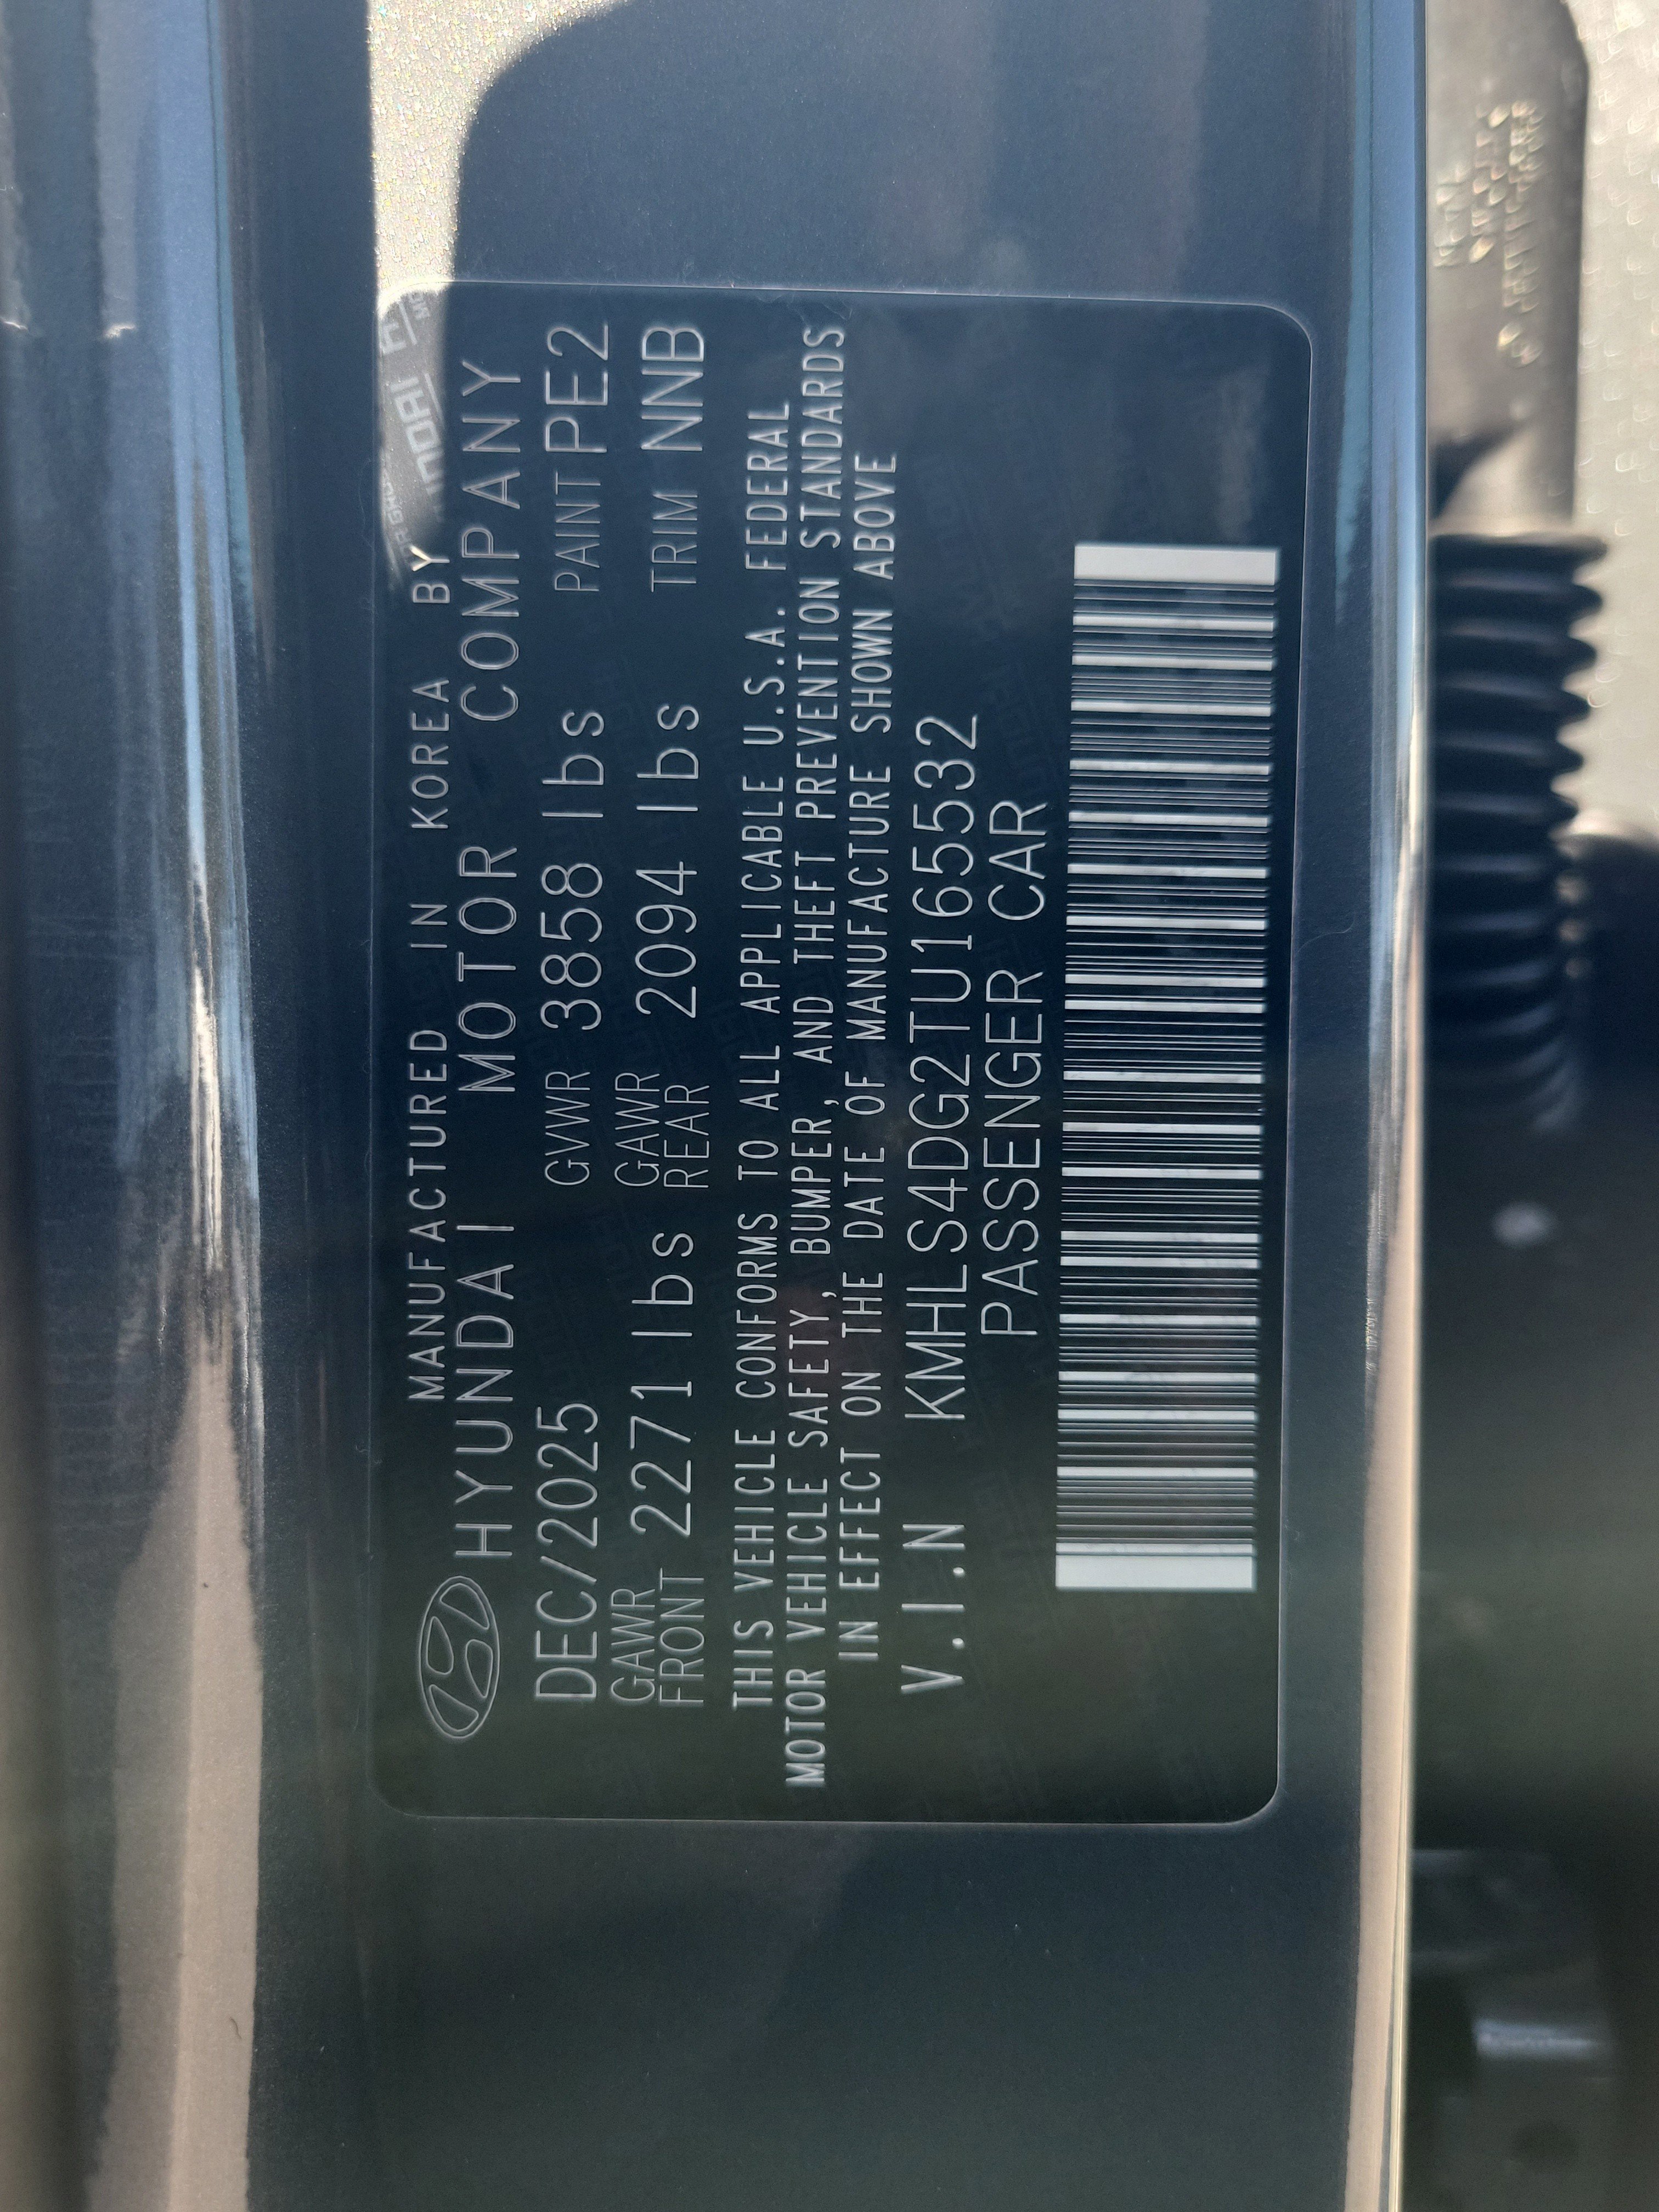 MANUFACTURED IN KOREA BY
HYUNDAI MOTOR COMPANY
DEC/2025 GVWR 3858 lbs PAINT PE2
GAWR FRONT 2271 lbs GAWR REAR 2094 lbs TRIM NNB
THIS VEHICLE CONFORMS TO ALL APPLICABLE U.S.A. FEDERAL
MOTOR VEHICLE SAFETY, BUMPER, AND THEFT PREVENTION STANDARDS
IN EFFECT ON THE DATE OF MANUFACTURE SHOWN ABOVE
V.I.N KMHLS4DG2TU165532
PASSENGER CAR